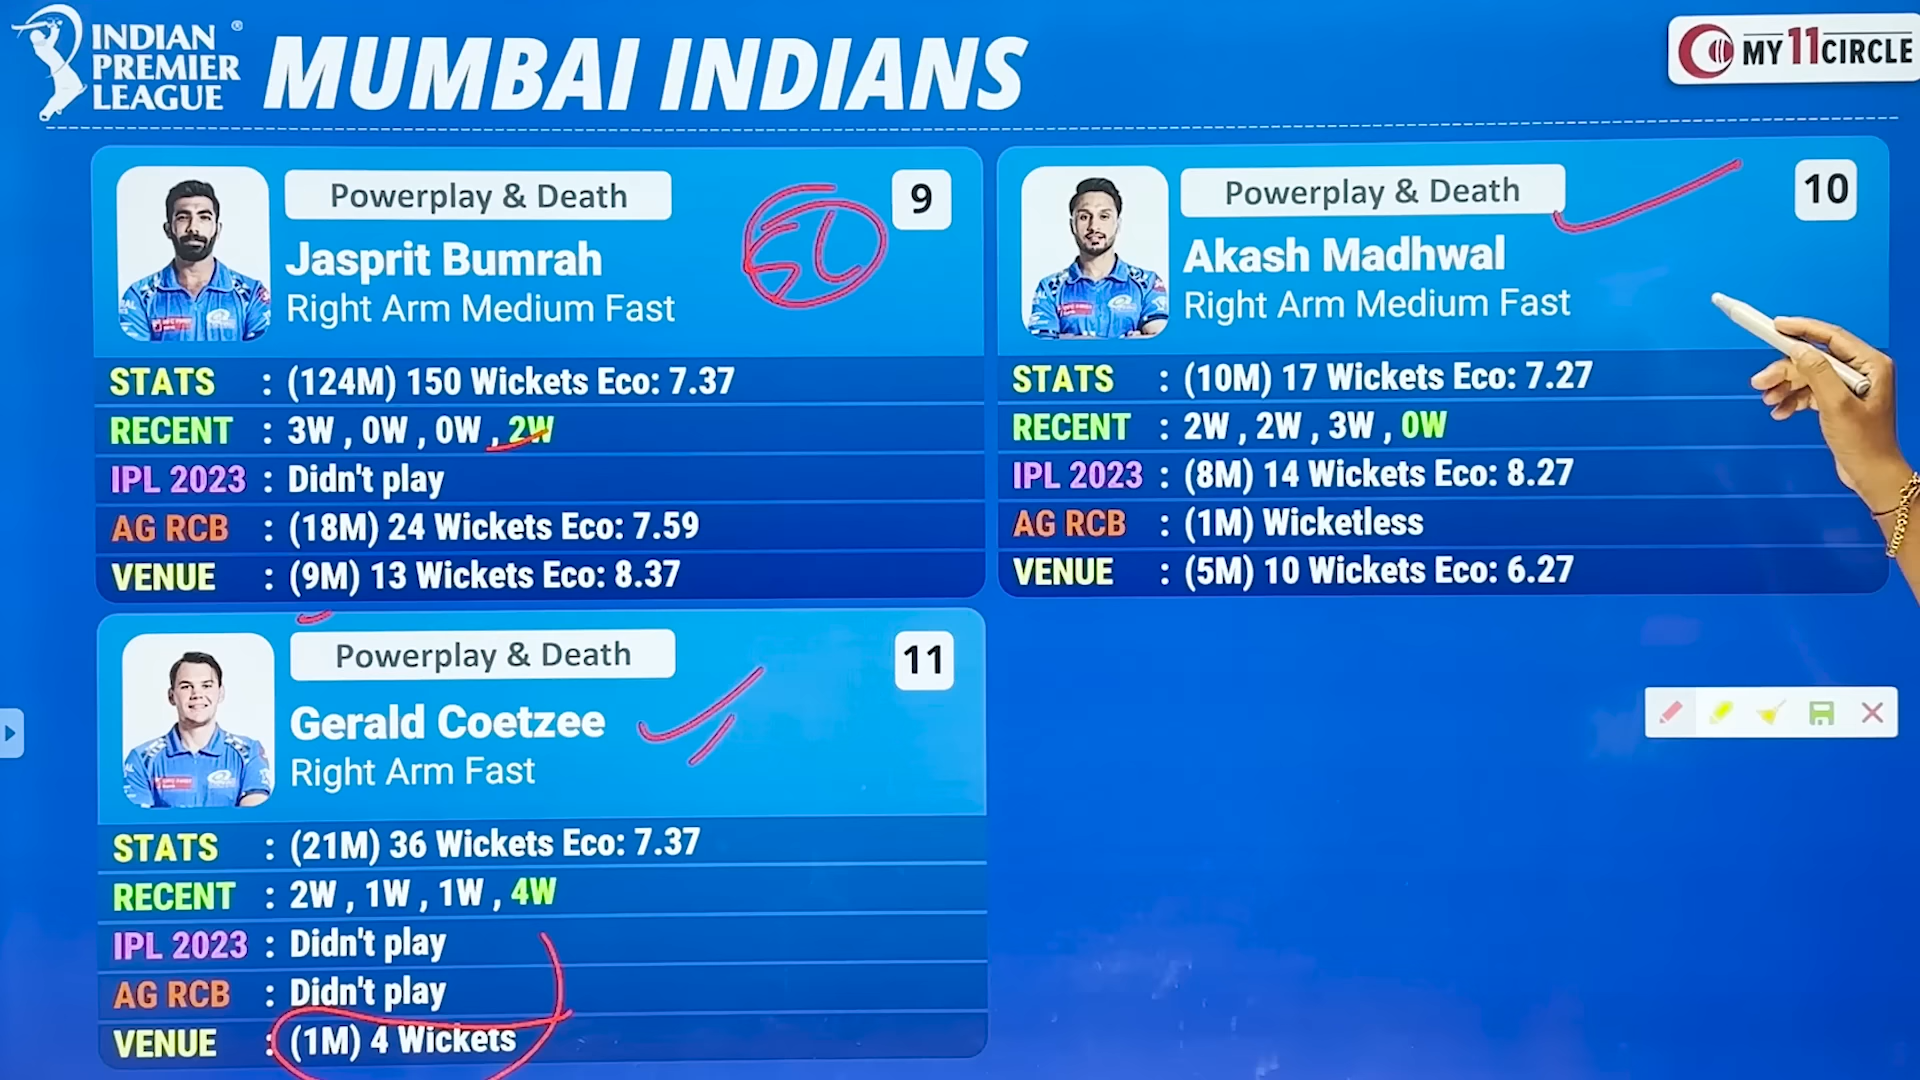 INDIAN
PREMIER
LEAGUE
®
MUMBAI INDIANS
MY11CIRCLE
Powerplay & Death
9
Jasprit Bumrah
Right Arm Medium Fast
STATS : (124M) 150 Wickets Eco: 7.37
RECENT : 3W , 0W , 0W , 2W
IPL 2023 : Didn't play
AG RCB : (18M) 24 Wickets Eco: 7.59
VENUE : (9M) 13 Wickets Eco: 8.37
Powerplay & Death
10
Akash Madhwal
Right Arm Medium Fast
STATS : (10M) 17 Wickets Eco: 7.27
RECENT : 2W , 2W , 3W , 0W
IPL 2023 : (8M) 14 Wickets Eco: 8.27
AG RCB : (1M) Wicketless
VENUE : (5M) 10 Wickets Eco: 6.27
Powerplay & Death
11
Gerald Coetzee
Right Arm Fast
STATS : (21M) 36 Wickets Eco: 7.37
RECENT : 2W , 1W , 1W , 4W
IPL 2023 : Didn't play
AG RCB : Didn't play
VENUE : (1M) 4 Wickets